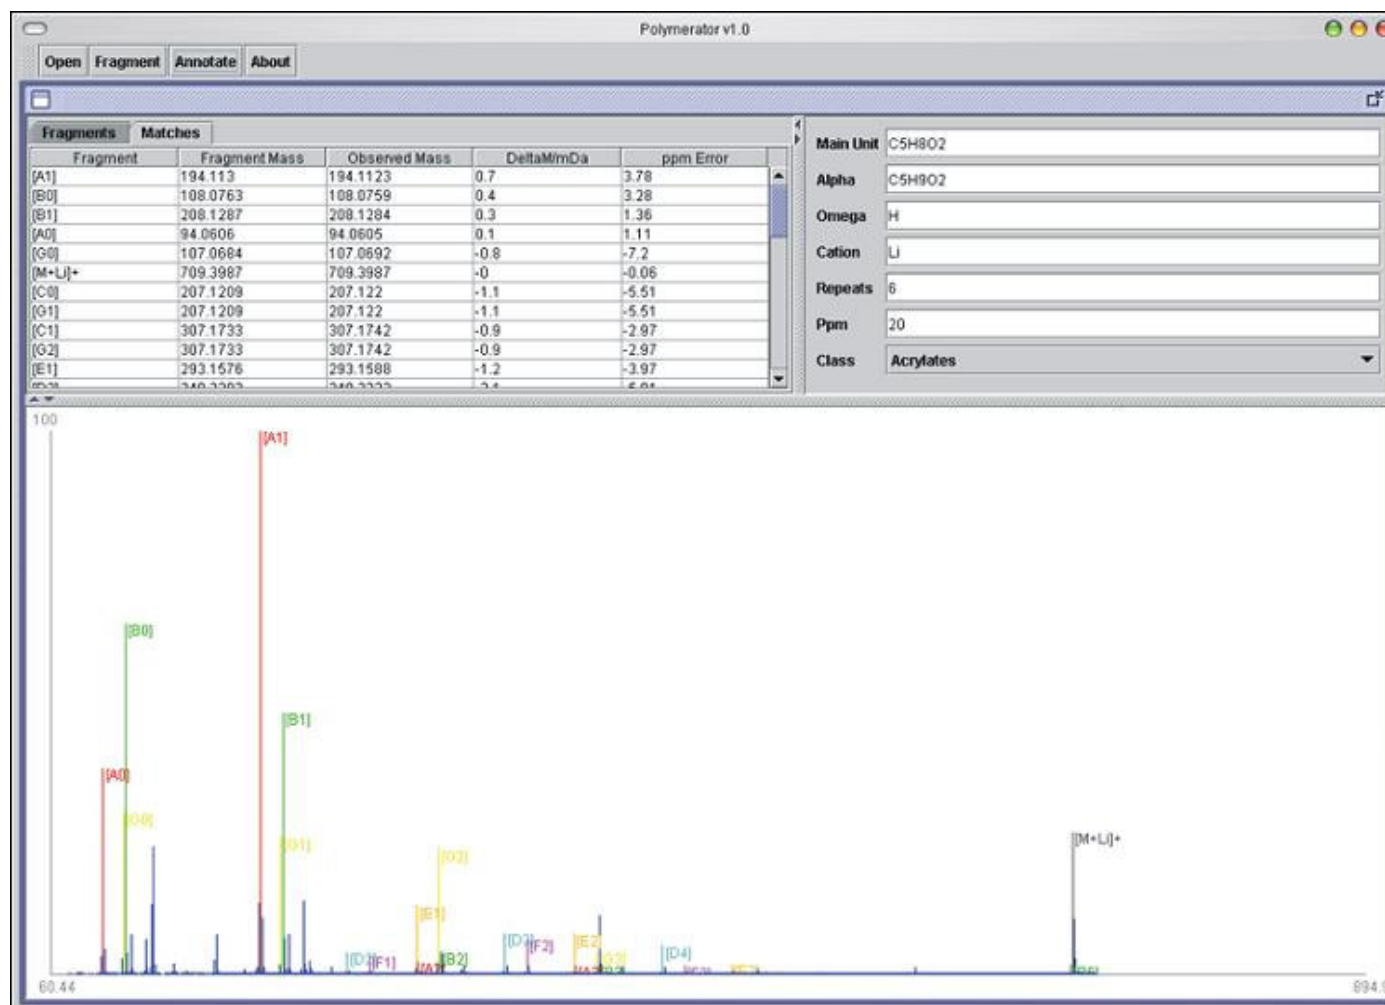 Polymerator v1.0
Open Fragment Annotate About
Fragments Matches
Fragment Fragment Mass Observed Mass DeltaM/mDa ppm Error
[A1] 194.113 194.1123 0.7 3.78
[B0] 108.0763 108.0759 0.4 3.28
[B1] 208.1287 208.1284 0.3 1.36
[A0] 94.0606 94.0605 0.1 1.11
[G0] 107.0684 107.0692 -0.8 -7.2
[M+Li]+ 709.3987 709.3987 -0 -0.06
[C0] 207.1209 207.122 -1.1 -5.51
[G1] 207.1209 207.122 -1.1 -5.51
[C1] 307.1733 307.1742 -0.9 -2.97
[G2] 307.1733 307.1742 -0.9 -2.97
[E1] 293.1576 293.1588 -1.2 -3.97
Main Unit C5H8O2
Alpha C5H9O2
Omega H
Cation Li
Repeats 6
Ppm 20
Class Acrylates
100
[A1]
[B0]
[B1]
[A0]
[G0]
[G1]
[M+Li]+
[G2]
[E1]
[D3]
[F2]
[E2]
[D4]
[F1]
[B2]
60.44